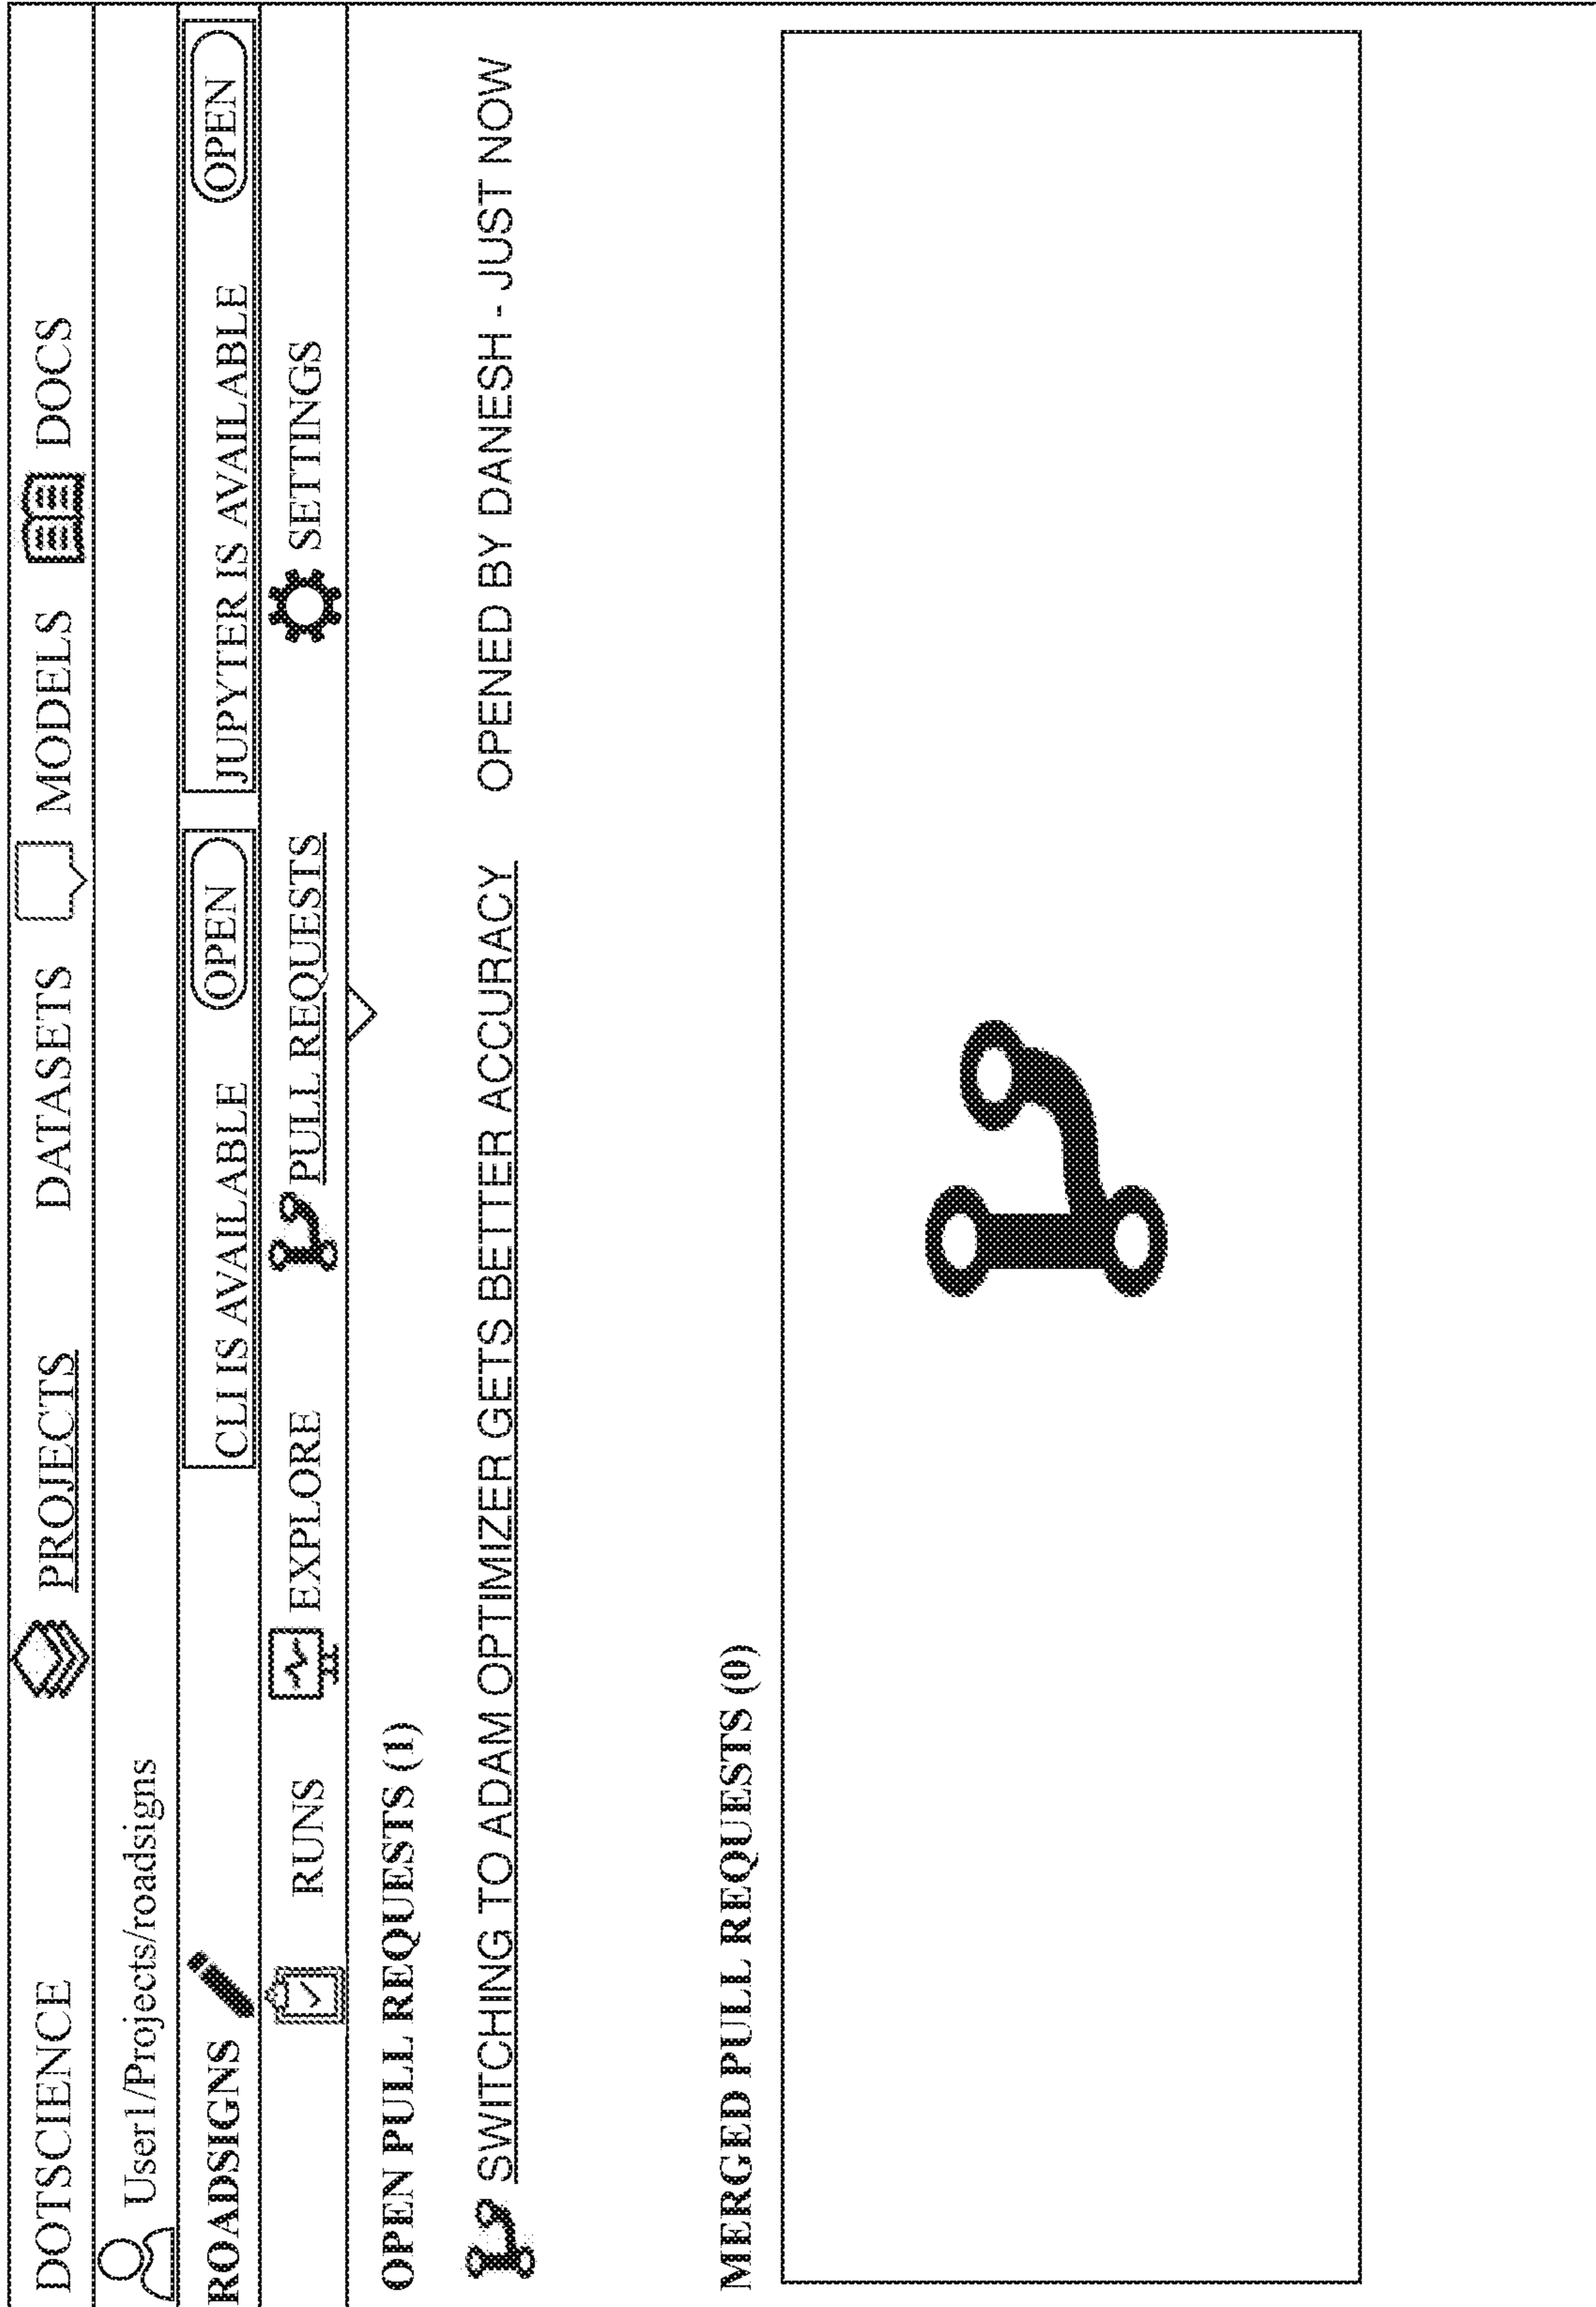 DOTSCIENCE PROJECTS DATASETS MODELS DOCS
User1/Projects/roadsigns
ROADSIGNS CLI IS AVAILABLE OPEN JUPYTER IS AVAILABLE OPEN
RUNS EXPLORE PULL REQUESTS SETTINGS
OPEN PULL REQUESTS (1)
SWITCHING TO ADAM OPTIMIZER GETS BETTER ACCURACY OPENED BY DANESH - JUST NOW
MERGED PULL REQUESTS (0)